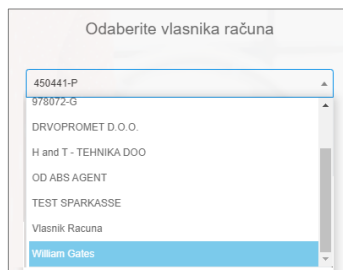 Odaberite vlasnika računa
450441-P
978072-G
DRVOPROMET D.O.O.
H and T - TEHNIKA DOO
OD ABS AGENT
TEST SPARKASSE
Vlasnik Racuna
William Gates